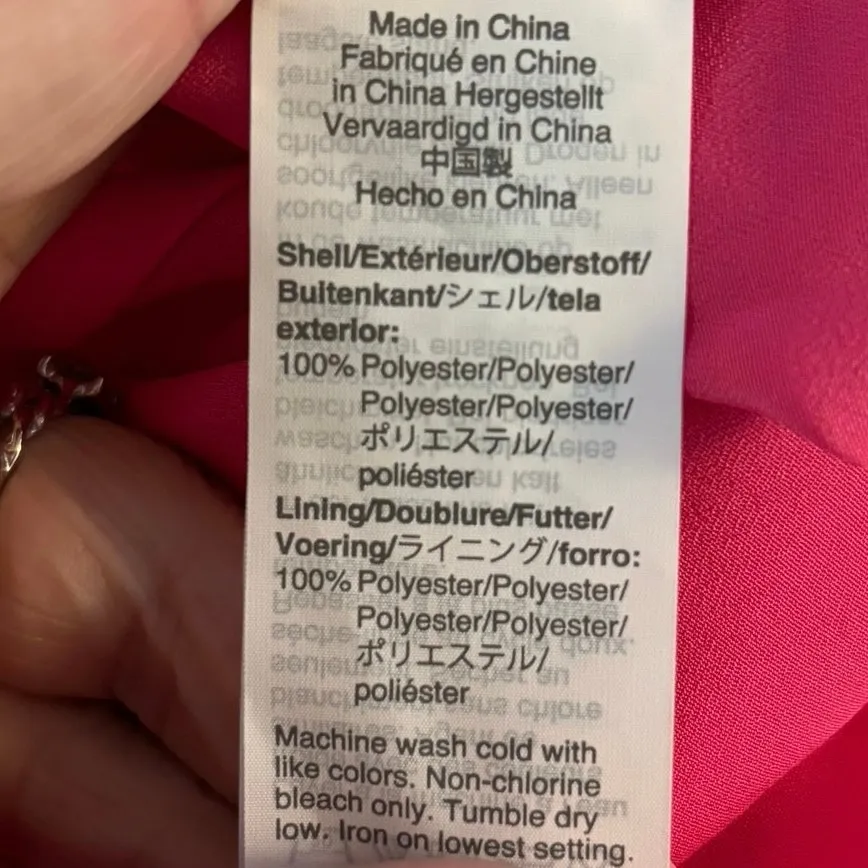 Made in China
Fabriqué en Chine
in China Hergestellt
Vervaardigd in China
中国製
Hecho en China
Shell/Extérieur/Oberstoff/
Buitenkant/シェル/tela
exterior:
100% Polyester/Polyester/
Polyester/Polyester/
ポリエステル/
poliéster
Lining/Doublure/Futter/
Voering/ライニング/forro:
100% Polyester/Polyester/
Polyester/Polyester/
ポリエステル/
poliéster
Machine wash cold with
like colors. Non-chlorine
bleach only. Tumble dry
low. Iron on lowest setting.